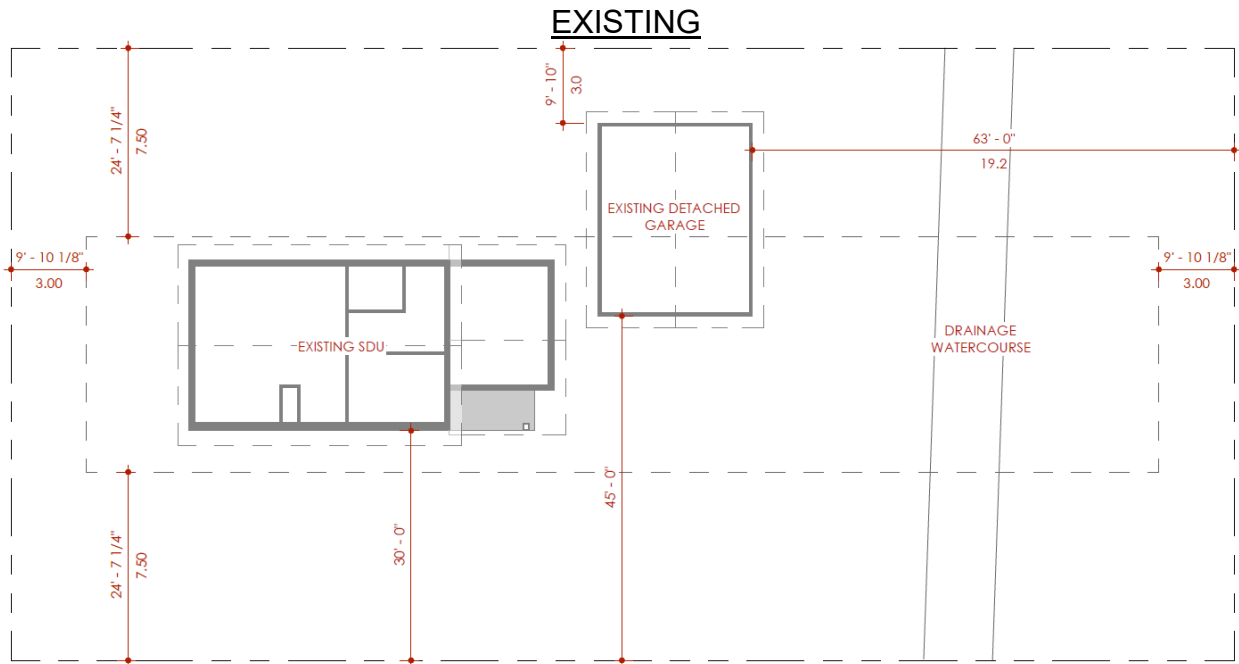 EXISTING
9' - 10"
3.0
24' - 7 1/4"
7.50
63' - 0"
19.2
EXISTING DETACHED
GARAGE
9' - 10 1/8"
3.00
9' - 10 1/8"
3.00
EXISTING SDU
DRAINAGE
WATERCOURSE
45' - 0"
30' - 0"
24' - 7 1/4"
7.50